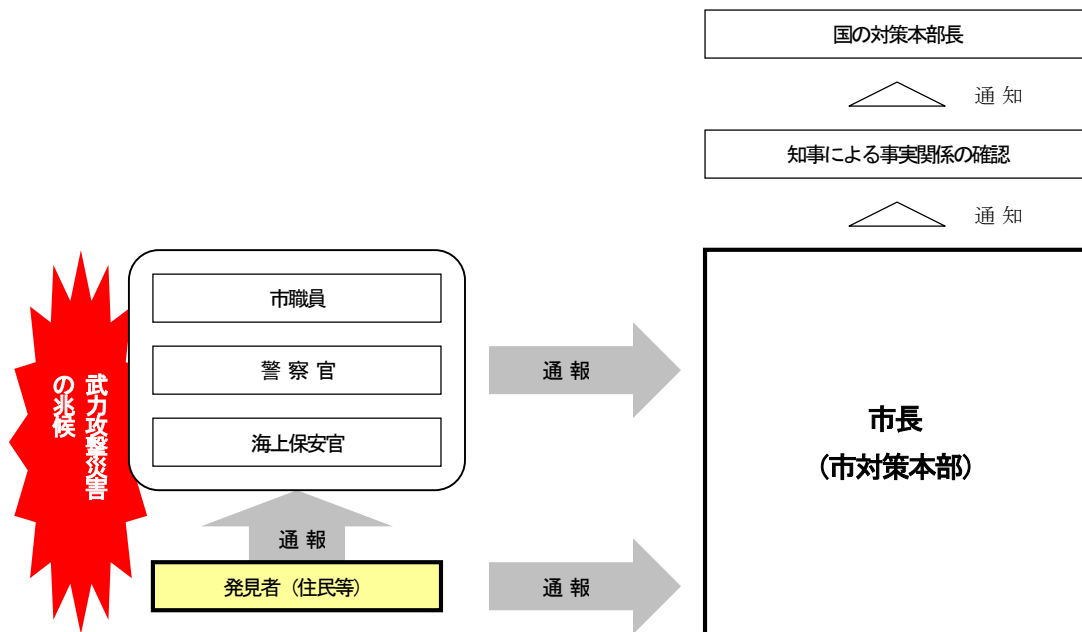 国の対策本部長
通 知
知事による事実関係の確認
通 知
武力攻撃災害
の兆候
市職員
警 察 官
海上保安官
通 報
通 報
発見者（住民等）
通 報
市長
（市対策本部）